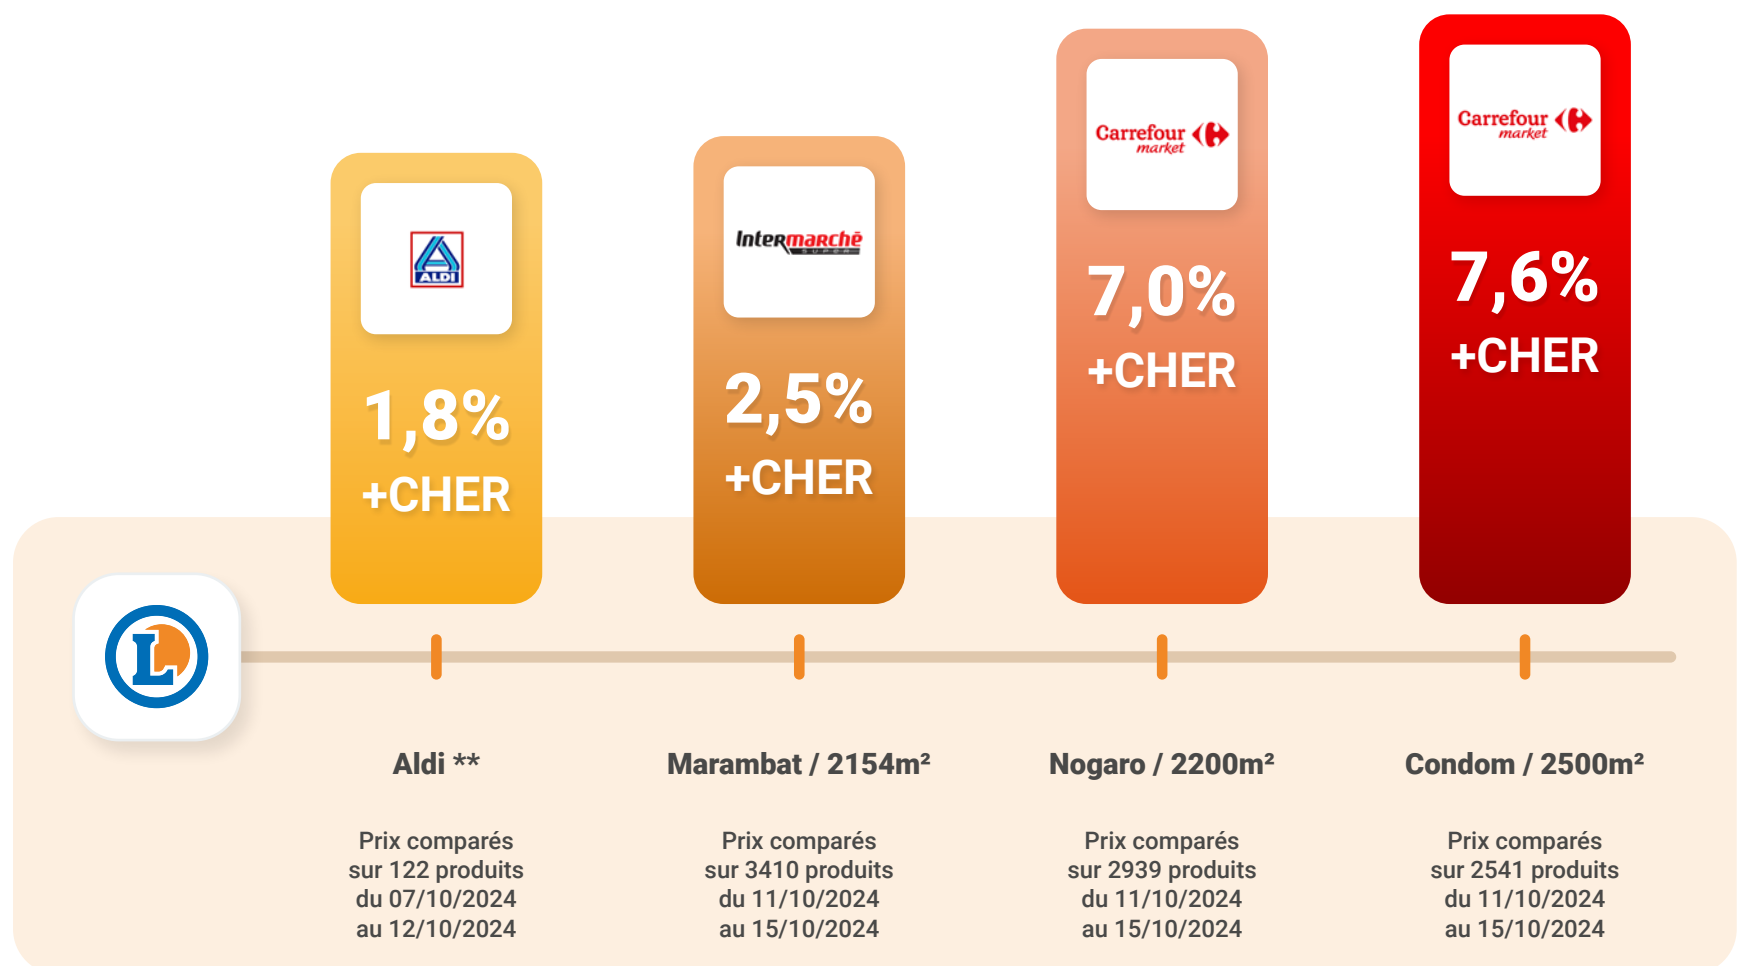 ALDI
1,8%
+CHER
Intermarché
SUPER
2,5%
+CHER
Carrefour
market
7,0%
+CHER
Carrefour
market
7,6%
+CHER
L
Aldi **
Prix comparés
sur 122 produits
du 07/10/2024
au 12/10/2024
Marambat / 2154m²
Prix comparés
sur 3410 produits
du 11/10/2024
au 15/10/2024
Nogaro / 2200m²
Prix comparés
sur 2939 produits
du 11/10/2024
au 15/10/2024
Condom / 2500m²
Prix comparés
sur 2541 produits
du 11/10/2024
au 15/10/2024